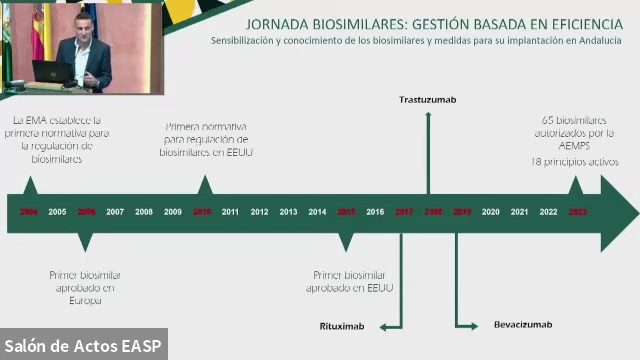 JORNADA BIOSIMILARES: GESTIÓN BASADA EN EFICIENCIA
Sensibilización y conocimiento de los biosimilares y medidas para su implantación en Andalucía
La EMA establece la
primera normativa para
la regulación de
biosimilares
Primera normativa
para regulación de
biosimilares en EEUU
Trastuzumab
65 biosimilares
autorizados por la
AEMPS
18 principios activos
2004 2005 2006 2007 2008 2009 2010 2011 2012 2013 2014 2015 2016 2017 2018 2019 2020 2021 2022 2023
Primer biosimilar
aprobado en
Europa
Primer biosimilar
aprobado en EEUU
Rituximab
Bevacizumab
Salón de Actos EASP